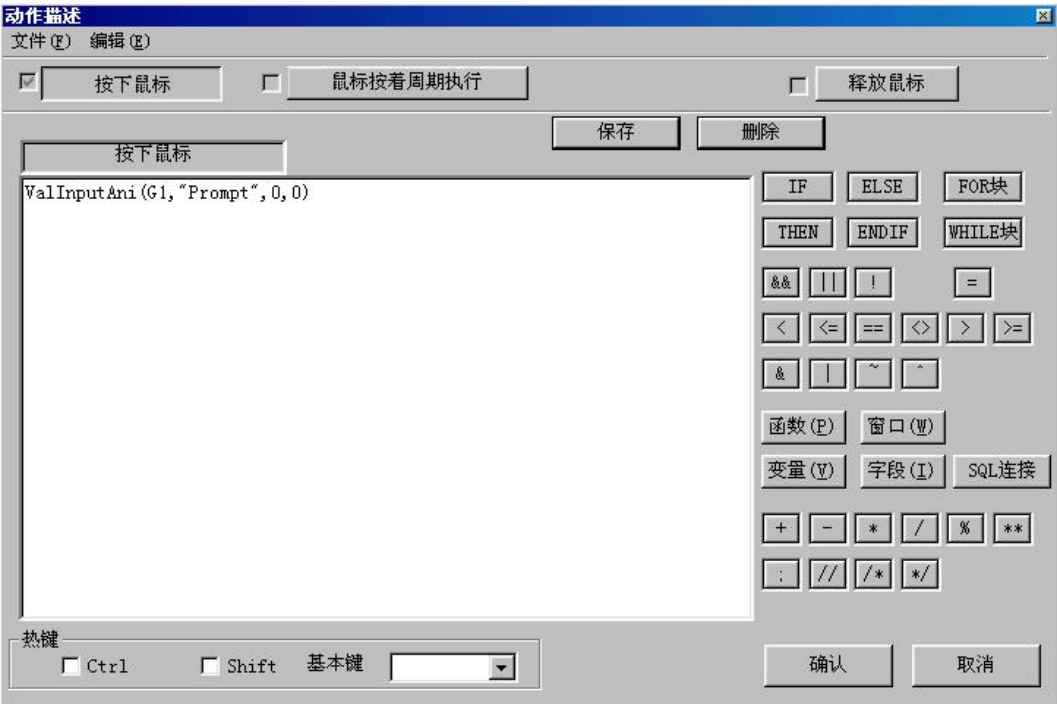 动作描述
文件(F) 编辑(E)
按下鼠标 鼠标按着周期执行 释放鼠标
保存 删除
按下鼠标
ValInputAni(G1,"Prompt",0,0)
IF ELSE FOR块
THEN ENDIF WHILE块
&& || ! =
< <= == <> > >=
& | ~ ^
函数(P) 窗口(W)
变量(V) 字段(I) SQL连接
+ - * / % **
; // /* */
热键
Ctrl Shift 基本键
确认 取消